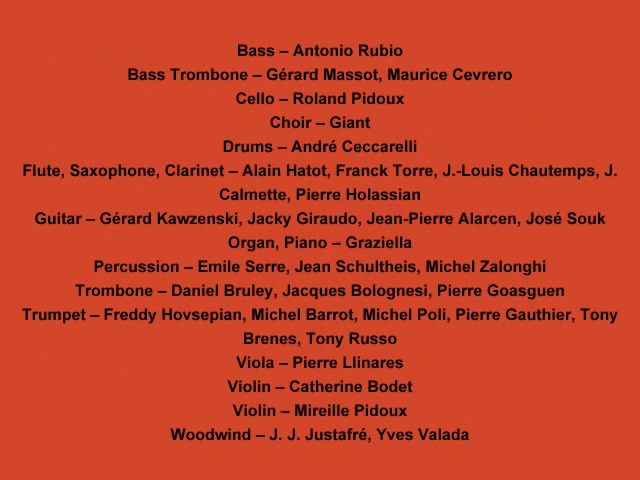 Bass – Antonio Rubio
Bass Trombone – Gérard Massot, Maurice Cevrero
Cello – Roland Pidoux
Choir – Giant
Drums – André Ceccarelli
Flute, Saxophone, Clarinet – Alain Hatot, Franck Torre, J.-Louis Chautemps, J.
Calmette, Pierre Holassian
Guitar – Gérard Kawzenski, Jacky Giraudo, Jean-Pierre Alarcen, José Souk
Organ, Piano – Graziella
Percussion – Emile Serre, Jean Schultheis, Michel Zalonghi
Trombone – Daniel Bruley, Jacques Bolognesi, Pierre Goasguen
Trumpet – Freddy Hovsepian, Michel Barrot, Michel Poli, Pierre Gauthier, Tony
Brenes, Tony Russo
Viola – Pierre Llinares
Violin – Catherine Bodet
Violin – Mireille Pidoux
Woodwind – J. J. Justafré, Yves Valada